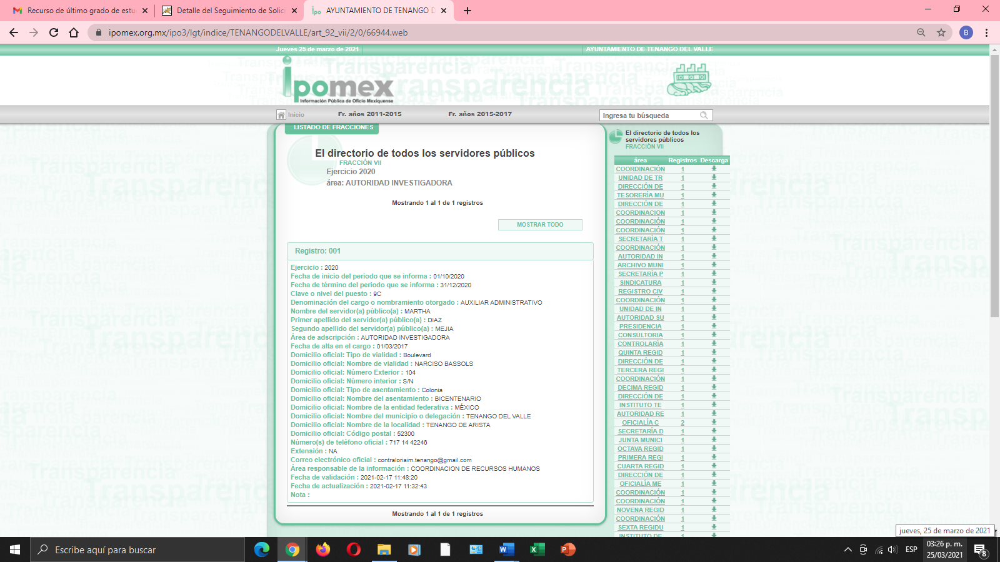 Recurso de último grado de estu
Detalle del Seguimiento de Solici
AYUNTAMIENTO DE TENANGO D
ipomex.org.mx/ipo3/lgt/indice/TENANGODELVALLE/art_92_vii/2/0/66944.web
B
Jueves 25 de marzo de 2021
AYUNTAMIENTO DE TENANGO DEL VALLE
ipomex
Información Pública de Oficio Mexiquense
Transparencia
Inicio
Fr. años 2011-2015
Fr. años 2015-2017
Ingresa tu búsqueda
LISTADO DE FRACCIONES
El directorio de todos los servidores públicos
FRACCIÓN VII
Ejercicio 2020
área: AUTORIDAD INVESTIGADORA
Mostrando 1 al 1 de 1 registros
MOSTRAR TODO
Registro: 001
Ejercicio : 2020
Fecha de inicio del periodo que se informa : 01/10/2020
Fecha de término del periodo que se informa : 31/12/2020
Clave o nivel del puesto : 9C
Denominación del cargo o nombramiento otorgado : AUXILIAR ADMINISTRATIVO
Nombre del servidor(a) público(a) : MARTHA
Primer apellido del servidor(a) público(a) : DIAZ
Segundo apellido del servidor(a) público(a) : MEJIA
Área de adscripción : AUTORIDAD INVESTIGADORA
Fecha de alta en el cargo : 01/03/2017
Domicilio oficial: Tipo de vialidad : Boulevard
Domicilio oficial: Nombre de vialidad : NARCISO BASSOLS
Domicilio oficial: Número Exterior : 104
Domicilio oficial: Número interior : S/N
Domicilio oficial: Tipo de asentamiento : Colonia
Domicilio oficial: Nombre del asentamiento : BICENTENARIO
Domicilio oficial: Nombre de la entidad federativa : MÉXICO
Domicilio oficial: Nombre del municipio o delegación : TENANGO DEL VALLE
Domicilio oficial: Nombre de la localidad : TENANGO DE ARISTA
Domicilio oficial: Código postal : 52300
Número(s) de teléfono oficial : 717 14 42246
Extensión : NA
Correo electrónico oficial : contraloriaim.tenango@gmail.com
Área responsable de la información : COORDINACION DE RECURSOS HUMANOS
Fecha de validación : 2021-02-17 11:48:20
Fecha de actualización : 2021-02-17 11:32:43
Nota :
Mostrando 1 al 1 de 1 registros
El directorio de todos los
servidores públicos
FRACCIÓN VII
área Registros Descarga
COORDINACIÓN 1
UNIDAD DE TR 1
DIRECCIÓN DE 1
TESORERÍA MU 1
DIRECCIÓN DE 1
COORDINACION 1
COORDINACIÓN 1
COORDINACIÓN 1
SECRETARÌA T 1
COORDINACIÓN 1
AUTORIDAD IN 1
ARCHIVO MUNI 1
SECRETARÌA P 1
SINDICATURA 1
REGISTRO CIV 1
COORDINACIÓN 1
UNIDAD DE IN 1
AUTORIDAD SU 1
PRESIDENCIA 1
CONSULTORIA 1
CONTROLARÍA 1
QUINTA REGID 1
DIRECCIÓN DE 1
TERCERA REGI 1
COORDINACIÓN 1
DECIMA REGID 1
DIRECCIÓN DE 1
INSTITUTO TE 1
AUTORIDAD RE 1
OFICIALÍA C 2
SECRETARÍA D 1
JUNTA MUNICI 1
OCTAVA REGID 1
PRIMERA REGI 1
CUARTA REGID 1
DIRECCIÓN DE 1
OFICIALÍA ME 1
COORDINACIÓN 1
COORDINACIÓN 1
NOVENA REGID 1
COORDINACIÓN 1
SEXTA REGIDU 1
INSTITUTO DE 1
jueves, 25 de marzo de 2021
Escribe aquí para buscar
ESP
03:26 p. m.
25/03/2021
8